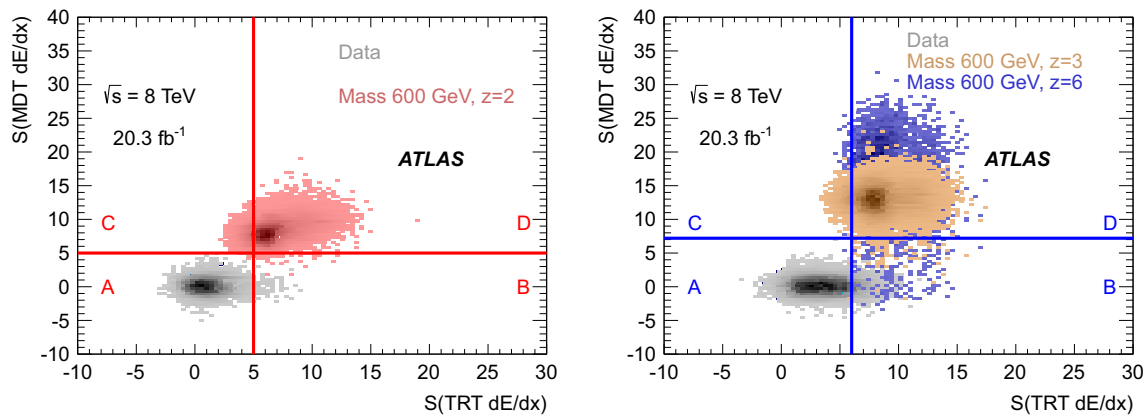 S(MDT dE/dx)
40
35
30
25
20
15
10
5
0
-5
-10
-10 -5 0 5 10 15 20 25 30
S(TRT dE/dx)
Data
Mass 600 GeV, z=2
√s = 8 TeV
20.3 fb⁻¹
ATLAS
C D
A B
S(MDT dE/dx)
40
35
30
25
20
15
10
5
0
-5
-10
-10 -5 0 5 10 15 20 25 30
S(TRT dE/dx)
Data
Mass 600 GeV, z=3
Mass 600 GeV, z=6
√s = 8 TeV
20.3 fb⁻¹
ATLAS
C D
A B